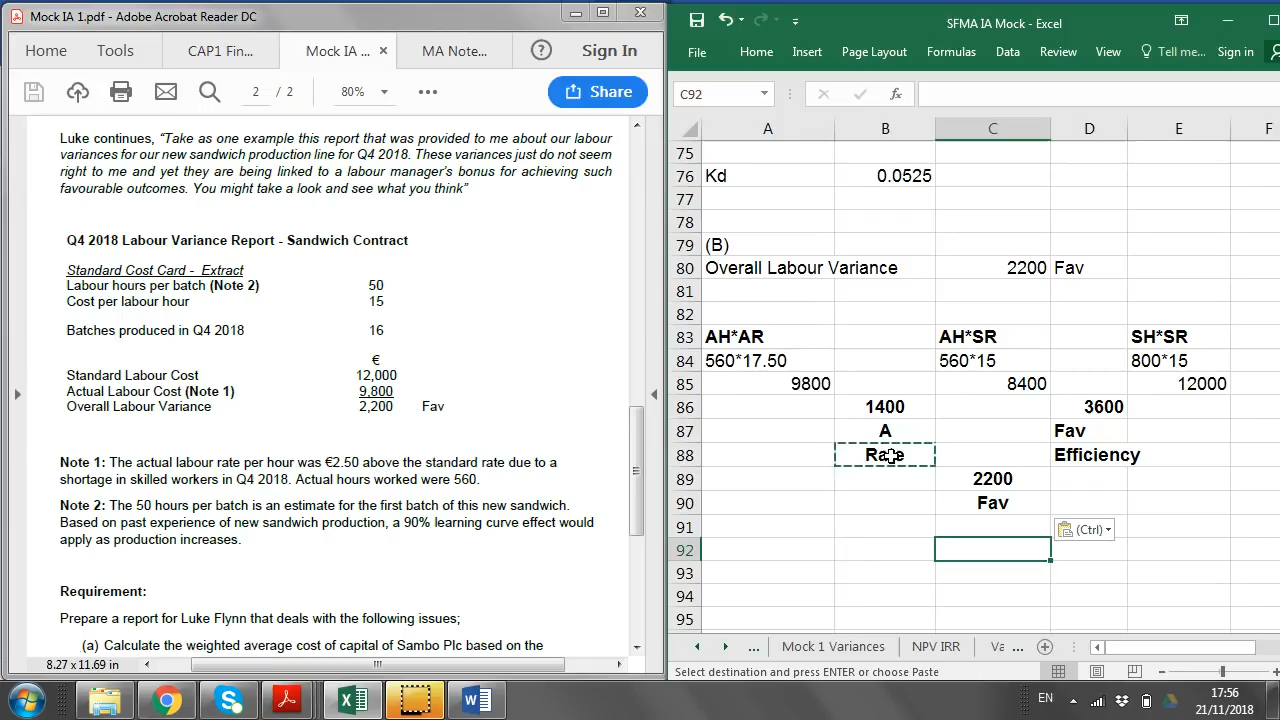 Mock IA 1.pdf - Adobe Acrobat Reader DC
Home Tools CAP1 Fin... Mock IA ... × MA Note... Sign In
2 / 2 80% Share
Luke continues, “Take as one example this report that was provided to me about our labour
variances for our new sandwich production line for Q4 2018. These variances just do not seem
right to me and yet they are being linked to a labour manager's bonus for achieving such
favourable outcomes. You might take a look and see what you think”
Q4 2018 Labour Variance Report - Sandwich Contract
Standard Cost Card - Extract
Labour hours per batch (Note 2) 50
Cost per labour hour 15
Batches produced in Q4 2018 16
€
Standard Labour Cost 12,000
Actual Labour Cost (Note 1) 9,800
Overall Labour Variance 2,200 Fav
Note 1: The actual labour rate per hour was €2.50 above the standard rate due to a
shortage in skilled workers in Q4 2018. Actual hours worked were 560.
Note 2: The 50 hours per batch is an estimate for the first batch of this new sandwich.
Based on past experience of new sandwich production, a 90% learning curve effect would
apply as production increases.
Requirement:
Prepare a report for Luke Flynn that deals with the following issues;
(a) Calculate the weighted average cost of capital of Sambo Plc based on the
8.27 x 11.69 in
SFMA IA Mock - Excel
File Home Insert Page Layout Formulas Data Review View Tell me... Sign in
C92 fx
A B C D E F
75
76 Kd 0.0525
77
78
79 (B)
80 Overall Labour Variance 2200 Fav
81
82
83 AH*AR AH*SR SH*SR
84 560*17.50 560*15 800*15
85 9800 8400 12000
86 1400 3600
87 A Fav
88 Rate Efficiency
89 2200
90 Fav
91 (Ctrl)
92
93
94
95
... Mock 1 Variances NPV IRR Va ...
Select destination and press ENTER or choose Paste
EN 17:56
21/11/2018